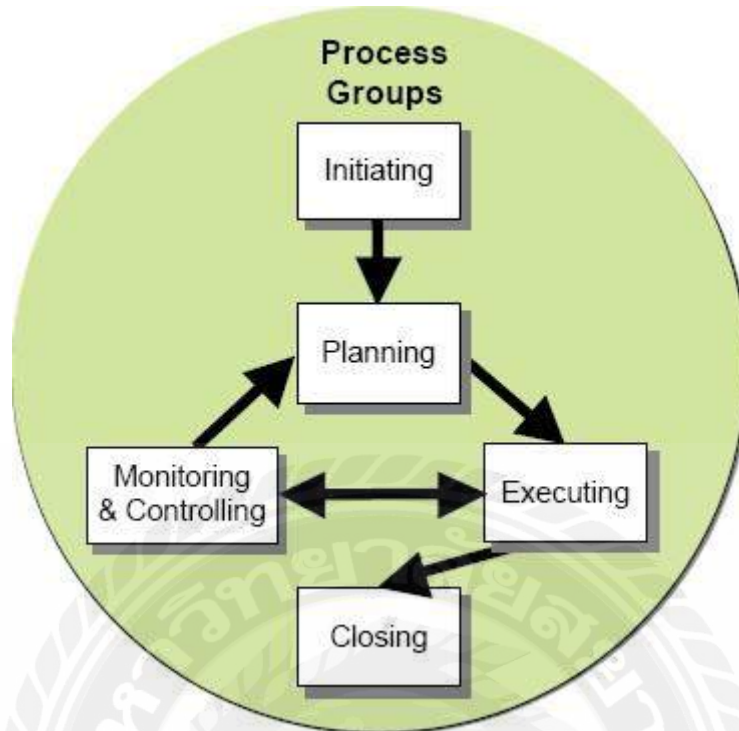 Process
Groups
Initiating
Planning
Monitoring
& Controlling
Executing
Closing